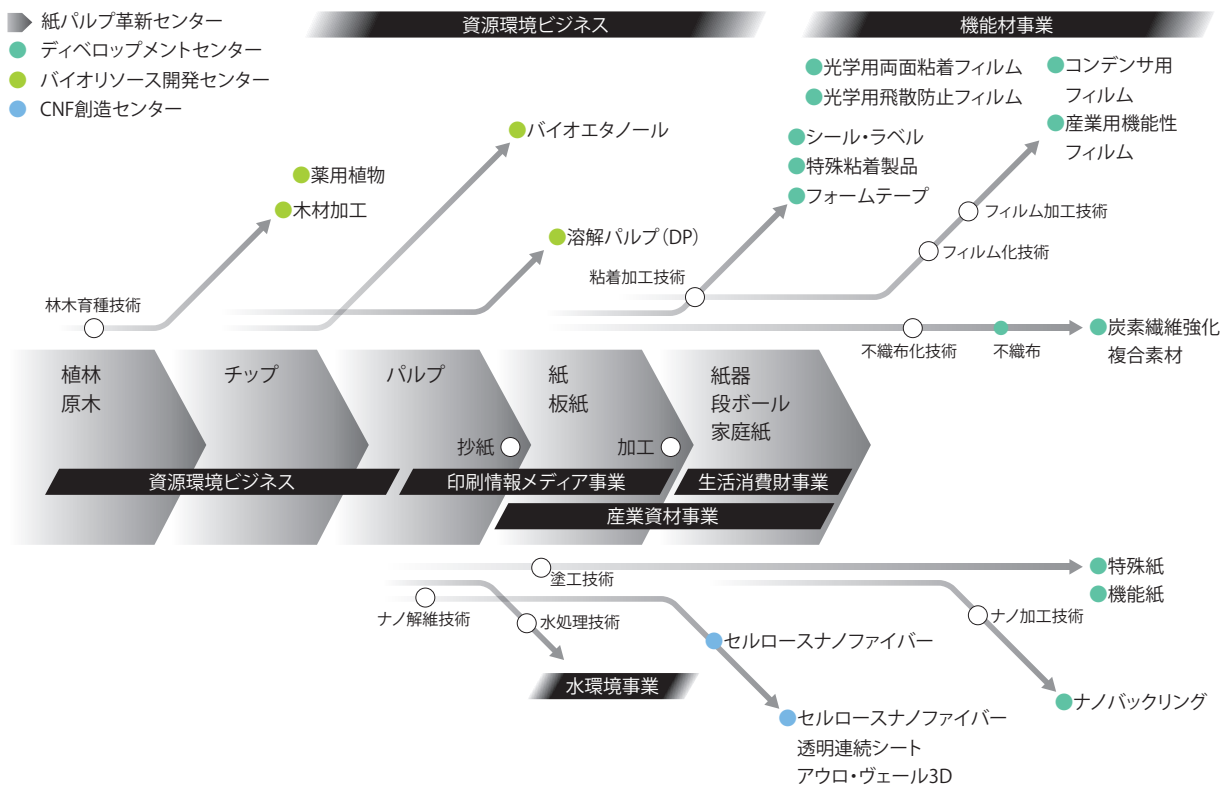 紙パルプ革新センター
ディベロップメントセンター
バイオリソース開発センター
CNF創造センター
資源環境ビジネス
機能材事業
光学用両面粘着フィルム
光学用飛散防止フィルム
コンデンサ用
フィルム
産業用機能性
フィルム
シール・ラベル
特殊粘着製品
フォームテープ
バイオエタノール
薬用植物
木材加工
溶解パルプ（DP）
フィルム加工技術
フィルム化技術
粘着加工技術
林木育種技術
不織布化技術
不織布
炭素繊維強化
複合素材
植林
原木
チップ
パルプ
紙
板紙
紙器
段ボール
家庭紙
抄紙
加工
資源環境ビジネス
印刷情報メディア事業
生活消費財事業
産業資材事業
塗工技術
特殊紙
機能紙
ナノ解維技術
水処理技術
ナノ加工技術
セルロースナノファイバー
水環境事業
ナノバックリング
セルロースナノファイバー
透明連続シート
アウロ・ヴェール3D